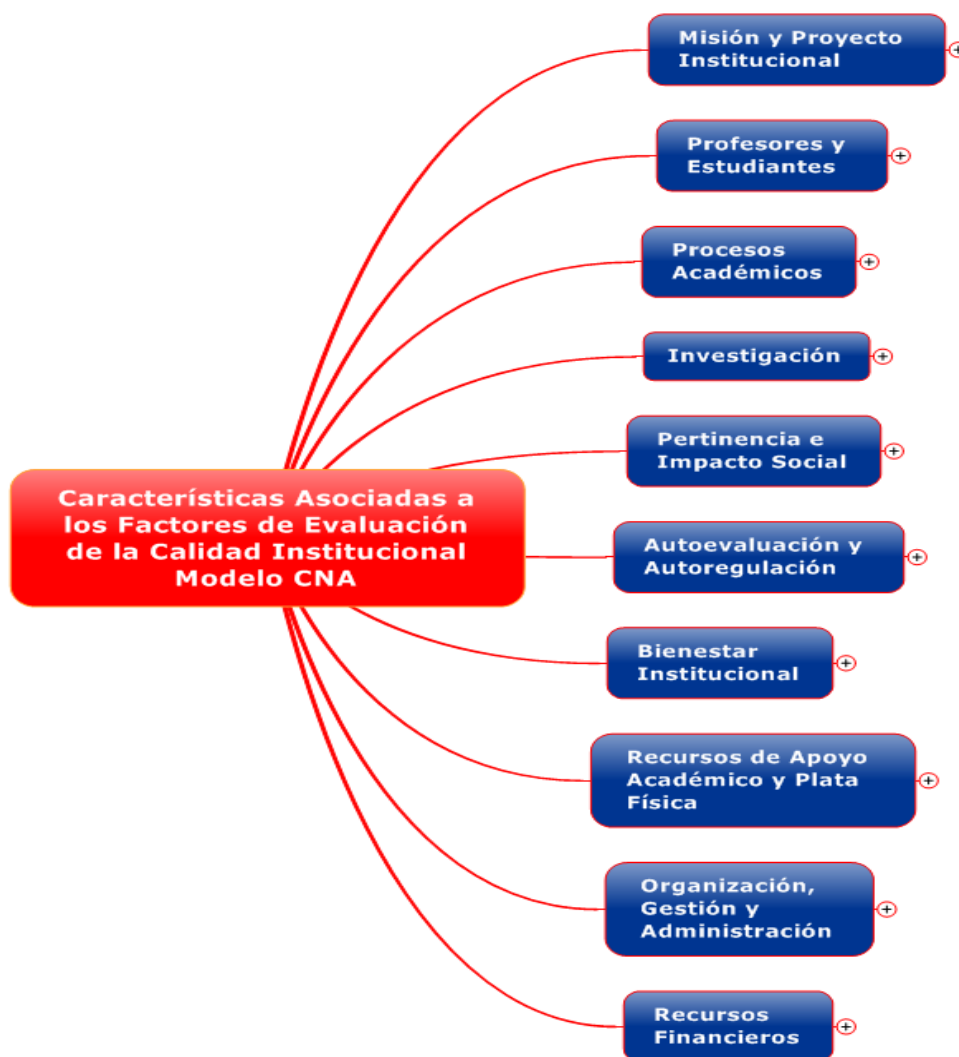 Misión y Proyecto
Institucional
Profesores y
Estudiantes
Procesos
Académicos
Investigación
Pertinencia e
Impacto Social
Características Asociadas a
los Factores de Evaluación
de la Calidad Institucional
Modelo CNA
Autoevaluación y
Autoregulación
Bienestar
Institucional
Recursos de Apoyo
Académico y Plata
Física
Organización,
Gestión y
Administración
Recursos
Financieros